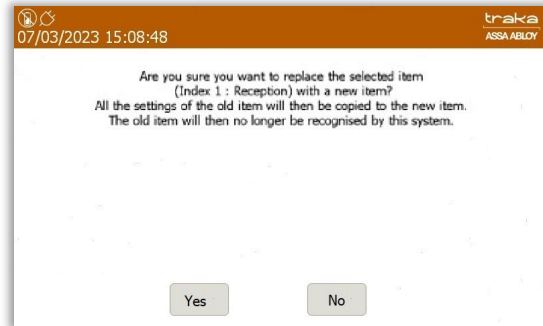 traka
ASSA ABLOY
07/03/2023 15:08:48
Are you sure you want to replace the selected item
(Index 1 : Reception) with a new item?
All the settings of the old item will then be copied to the new item.
The old item will then no longer be recognised by this system.
Yes
No